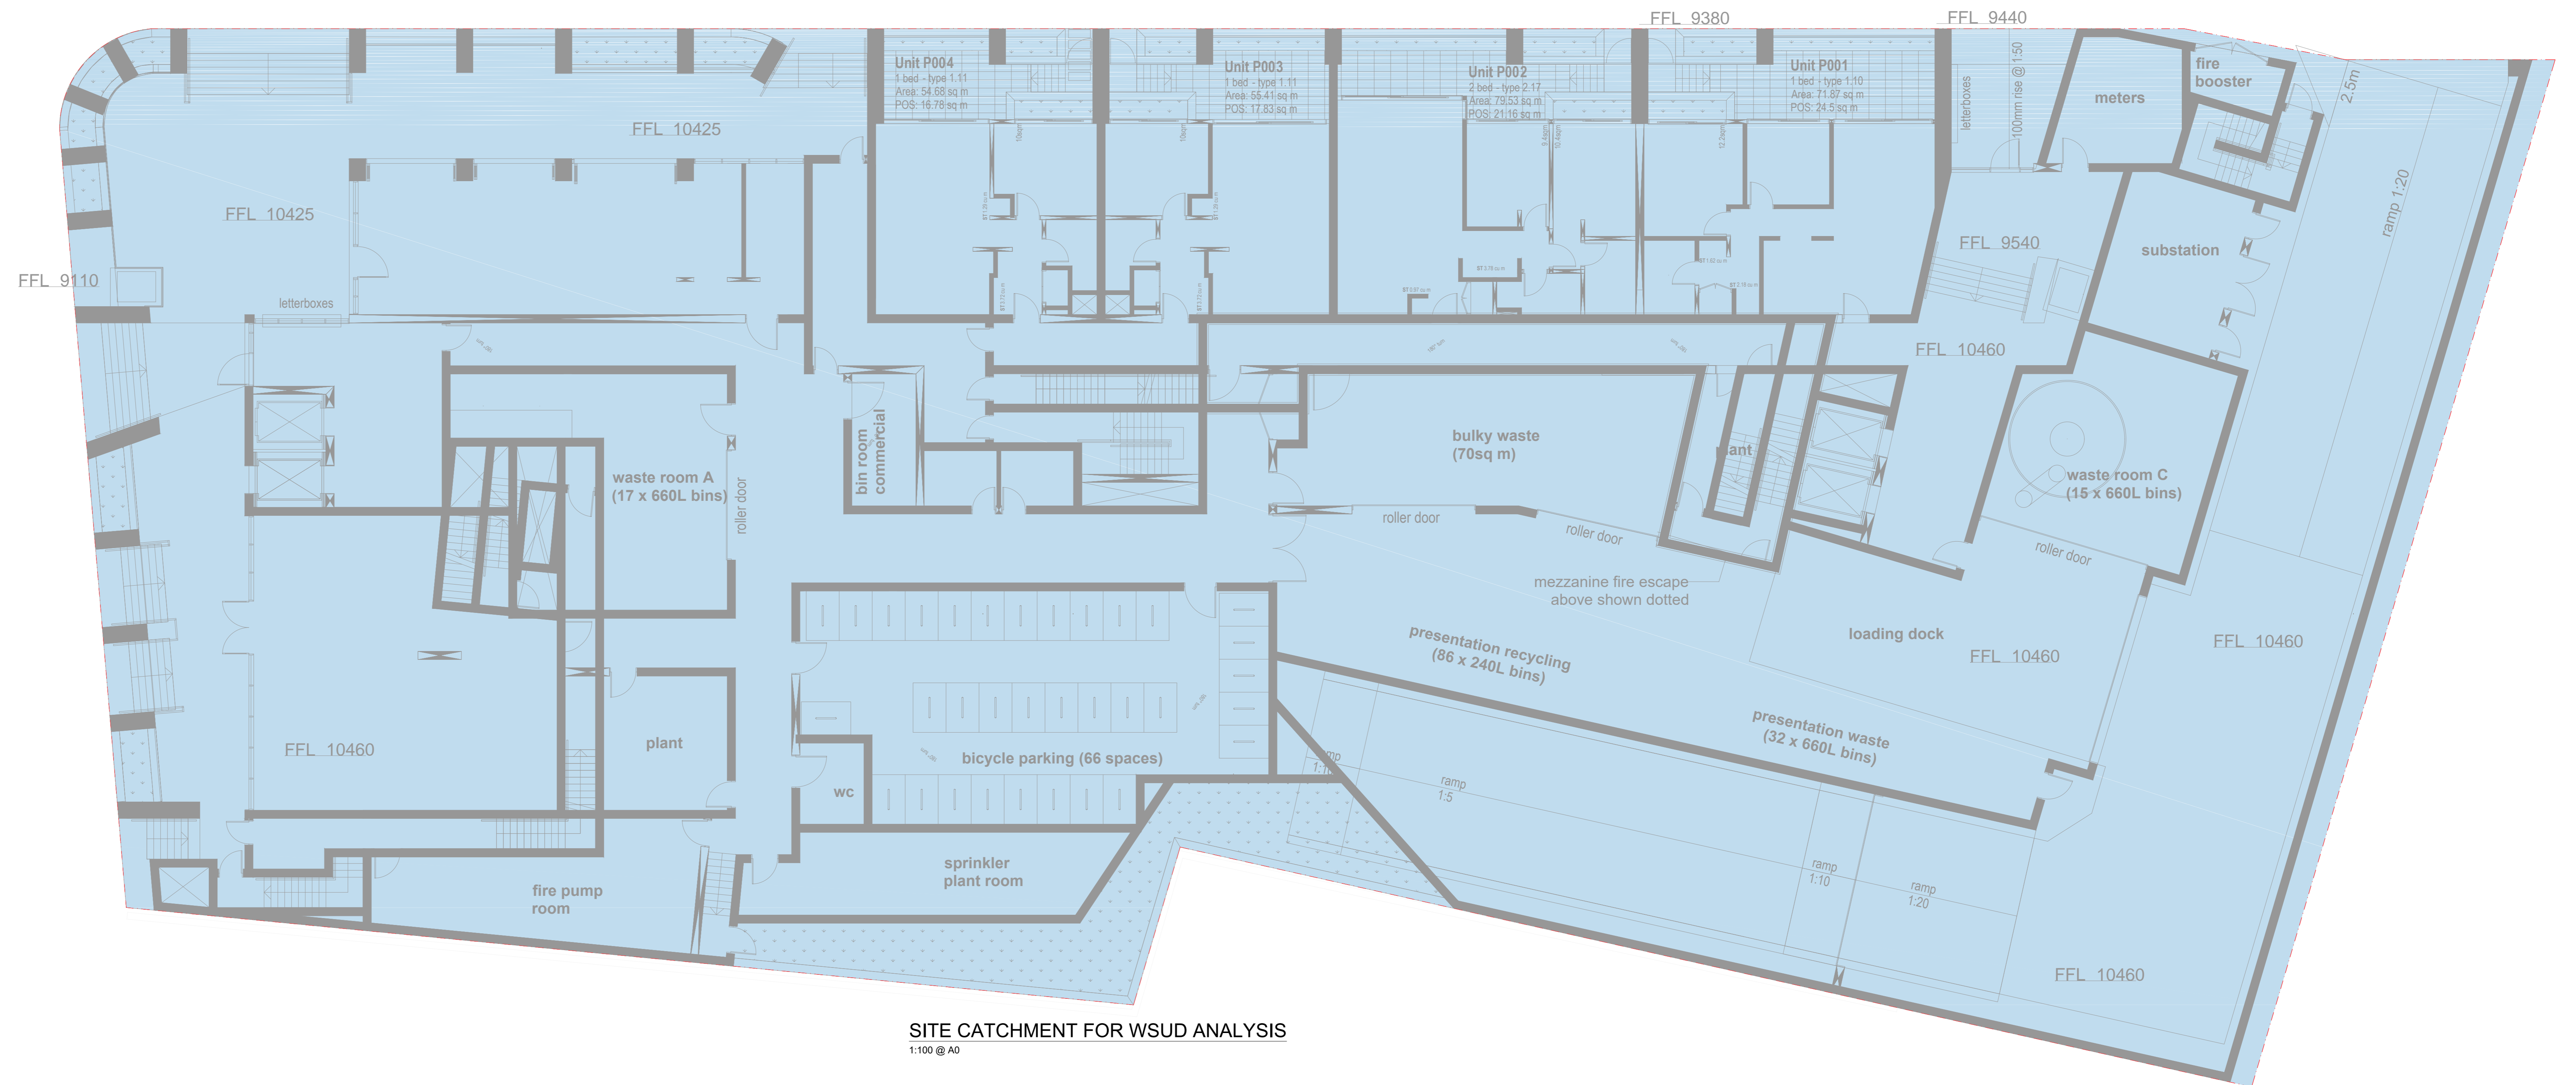 FFL 9380
FFL 9440
Unit P004
1 bed - type 1.11
Area: 54.68 sq m
POS: 16.78 sq m
Unit P003
1 bed - type 1.11
Area: 55.41 sq m
POS: 17.83 sq m
Unit P002
2 bed - type 2.17
Area: 79.53 sq m
POS: 21.16 sq m
Unit P001
1 bed - type 1.10
Area: 71.87 sq m
POS: 24.5 sq m
letterboxes
100mm rise @ 1:50
meters
fire
booster
2.5m
FFL 10425
10sqm
10sqm
9.4sqm
10.4sqm
12.2sqm
FFL 10425
ramp 1:20
FFL 9540
substation
FFL 9110
letterboxes
FFL 10460
bin room
commercial
bulky waste
(70sq m)
waste room A
(17 x 660L bins)
roller door
waste room C
(15 x 660L bins)
roller door
roller door
roller door
mezzanine fire escape
above shown dotted
presentation recycling
(86 x 240L bins)
loading dock
FFL 10460
FFL 10460
presentation waste
(32 x 660L bins)
FFL 10460
plant
bicycle parking (66 spaces)
wc
ramp
1:5
ramp
1:10
ramp
1:20
sprinkler
plant room
fire pump
room
FFL 10460
SITE CATCHMENT FOR WSUD ANALYSIS
1:100 @ A0